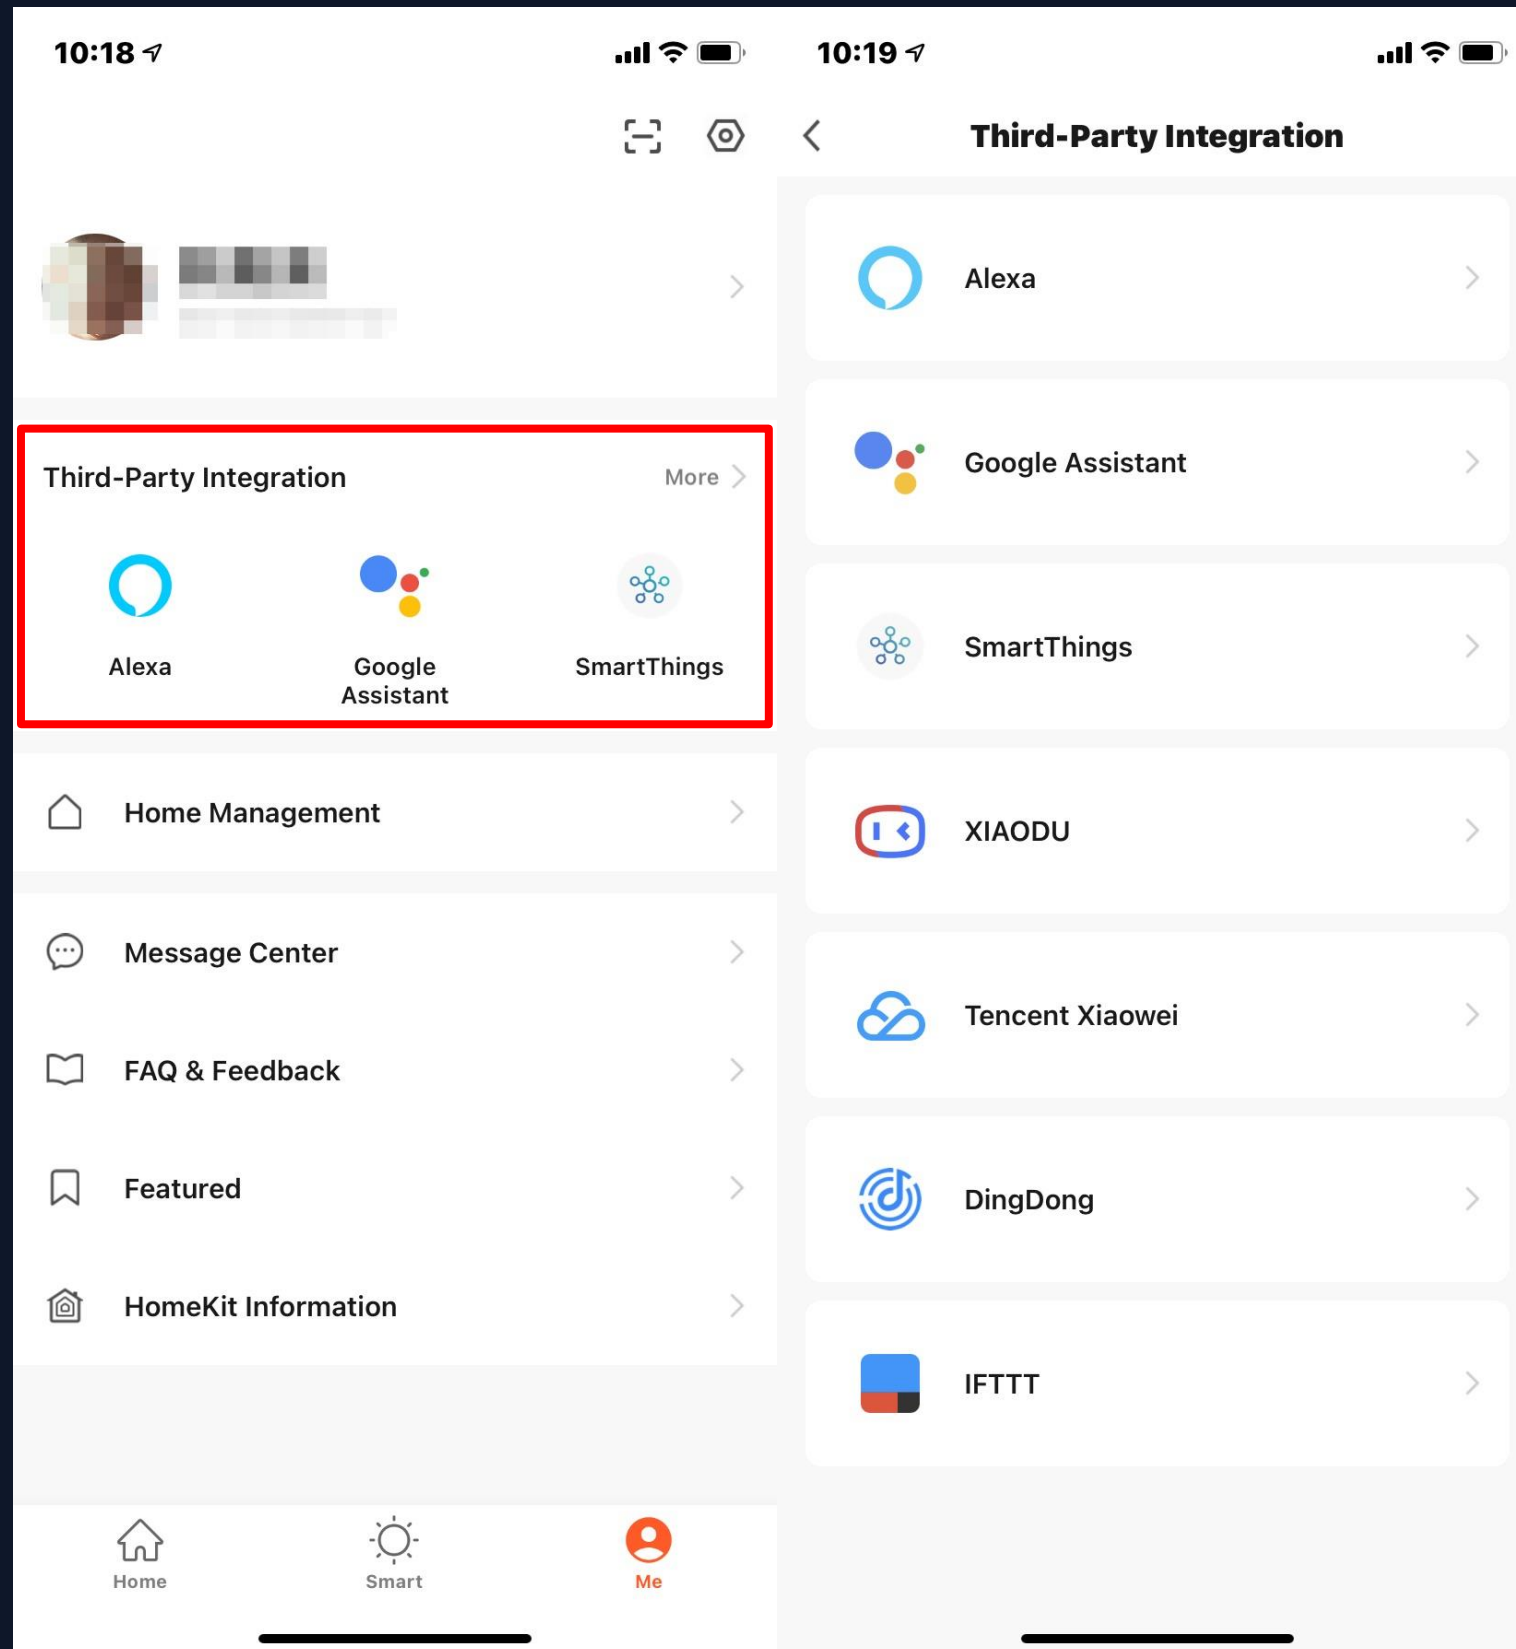 10:18
Third-Party Integration
More
Alexa
Google
Assistant
SmartThings
Home Management
Message Center
FAQ & Feedback
Featured
HomeKit Information
Home
Smart
Me
10:19
Third-Party Integration
Alexa
Google Assistant
SmartThings
XIAODU
Tencent Xiaowei
DingDong
IFTTT